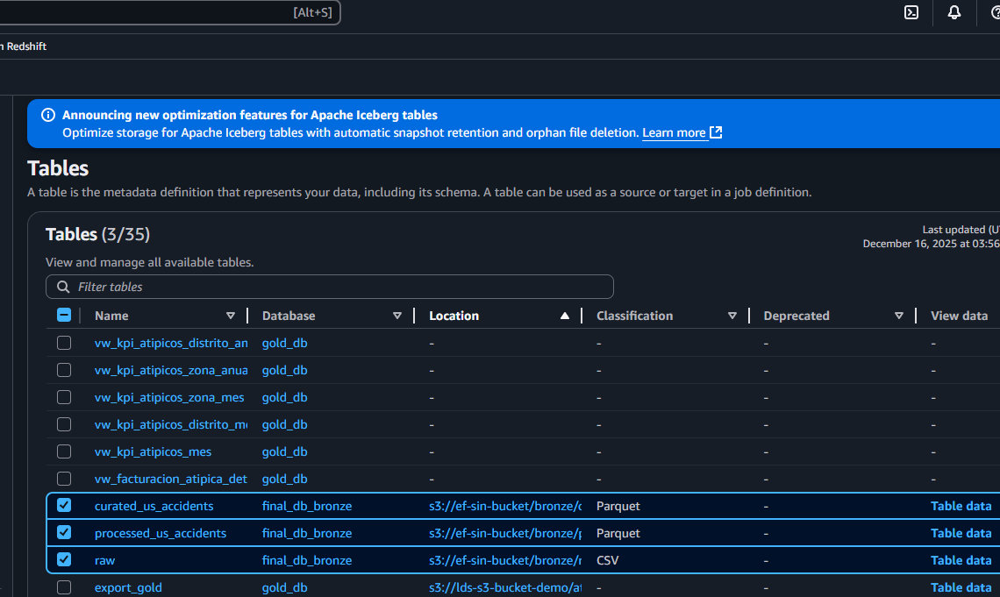 [Alt+S]
n Redshift
Announcing new optimization features for Apache Iceberg tables
Optimize storage for Apache Iceberg tables with automatic snapshot retention and orphan file deletion. Learn more
Tables
A table is the metadata definition that represents your data, including its schema. A table can be used as a source or target in a job definition.
Tables (3/35)
Last updated (U
December 16, 2025 at 03:56
View and manage all available tables.
Filter tables
Name Database Location Classification Deprecated View data
vw_kpi_atipicos_distrito_an gold_db - - - -
vw_kpi_atipicos_zona_anua gold_db - - - -
vw_kpi_atipicos_zona_mes gold_db - - - -
vw_kpi_atipicos_distrito_me gold_db - - - -
vw_kpi_atipicos_mes gold_db - - - -
vw_facturacion_atipica_det gold_db - - - -
curated_us_accidents final_db_bronze s3://ef-sin-bucket/bronze/c Parquet - Table data
processed_us_accidents final_db_bronze s3://ef-sin-bucket/bronze/p Parquet - Table data
raw final_db_bronze s3://ef-sin-bucket/bronze/r CSV - Table data
export_gold gold_db s3://lds-s3-bucket-demo/at - - Table data